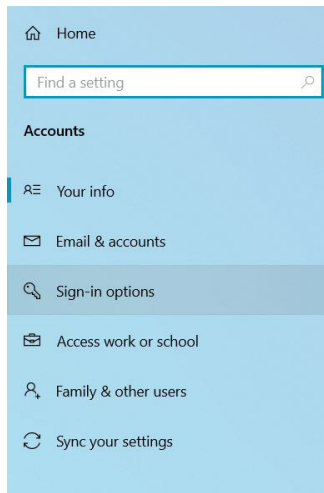 Home
Find a setting
Accounts
Your info
Email & accounts
Sign-in options
Access work or school
Family & other users
Sync your settings